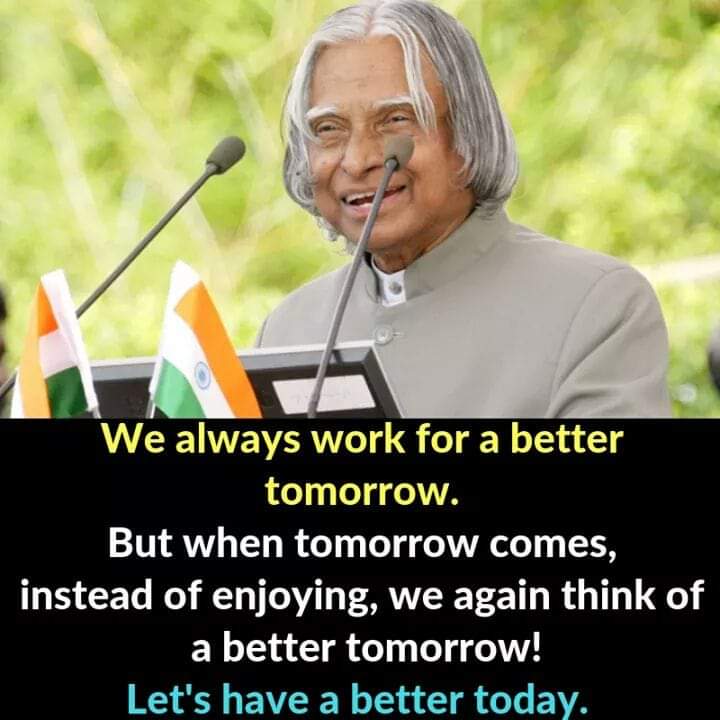 We always work for a better
tomorrow.
But when tomorrow comes,
instead of enjoying, we again think of
a better tomorrow!
Let's have a better today.